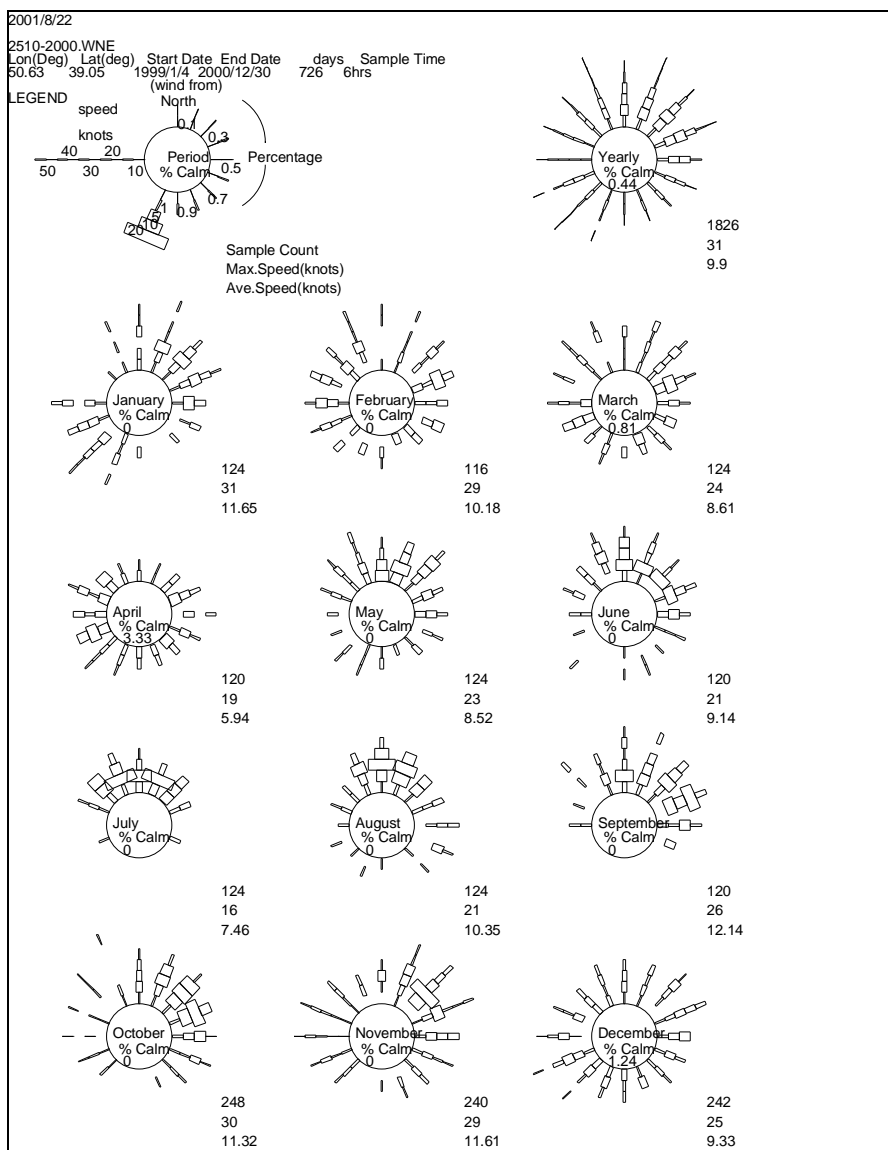 2001/8/22
2510-2000.WNE
Lon(Deg) Lat(deg) Start Date End Date days Sample Time
50.63 39.05 1999/1/4 2000/12/30 726 6hrs
(wind from)
LEGEND
North
speed
knots
40 20
50 30 10
Period
% Calm
0.1
0.3
0.5
0.7
0.9
1
5
10
20
Percentage
Sample Count
Max.Speed(knots)
Ave.Speed(knots)
Yearly
% Calm
0.44
1826
31
9.9
January
% Calm
0
124
31
11.65
February
% Calm
0
116
29
10.18
March
% Calm
0.81
124
24
8.61
April
% Calm
3.33
120
19
5.94
May
% Calm
0
124
23
8.52
June
% Calm
0
120
21
9.14
July
% Calm
0
124
16
7.46
August
% Calm
0
124
21
10.35
September
% Calm
0
120
26
12.14
October
% Calm
0
248
30
11.32
November
% Calm
0
240
29
11.61
December
% Calm
1.24
242
25
9.33